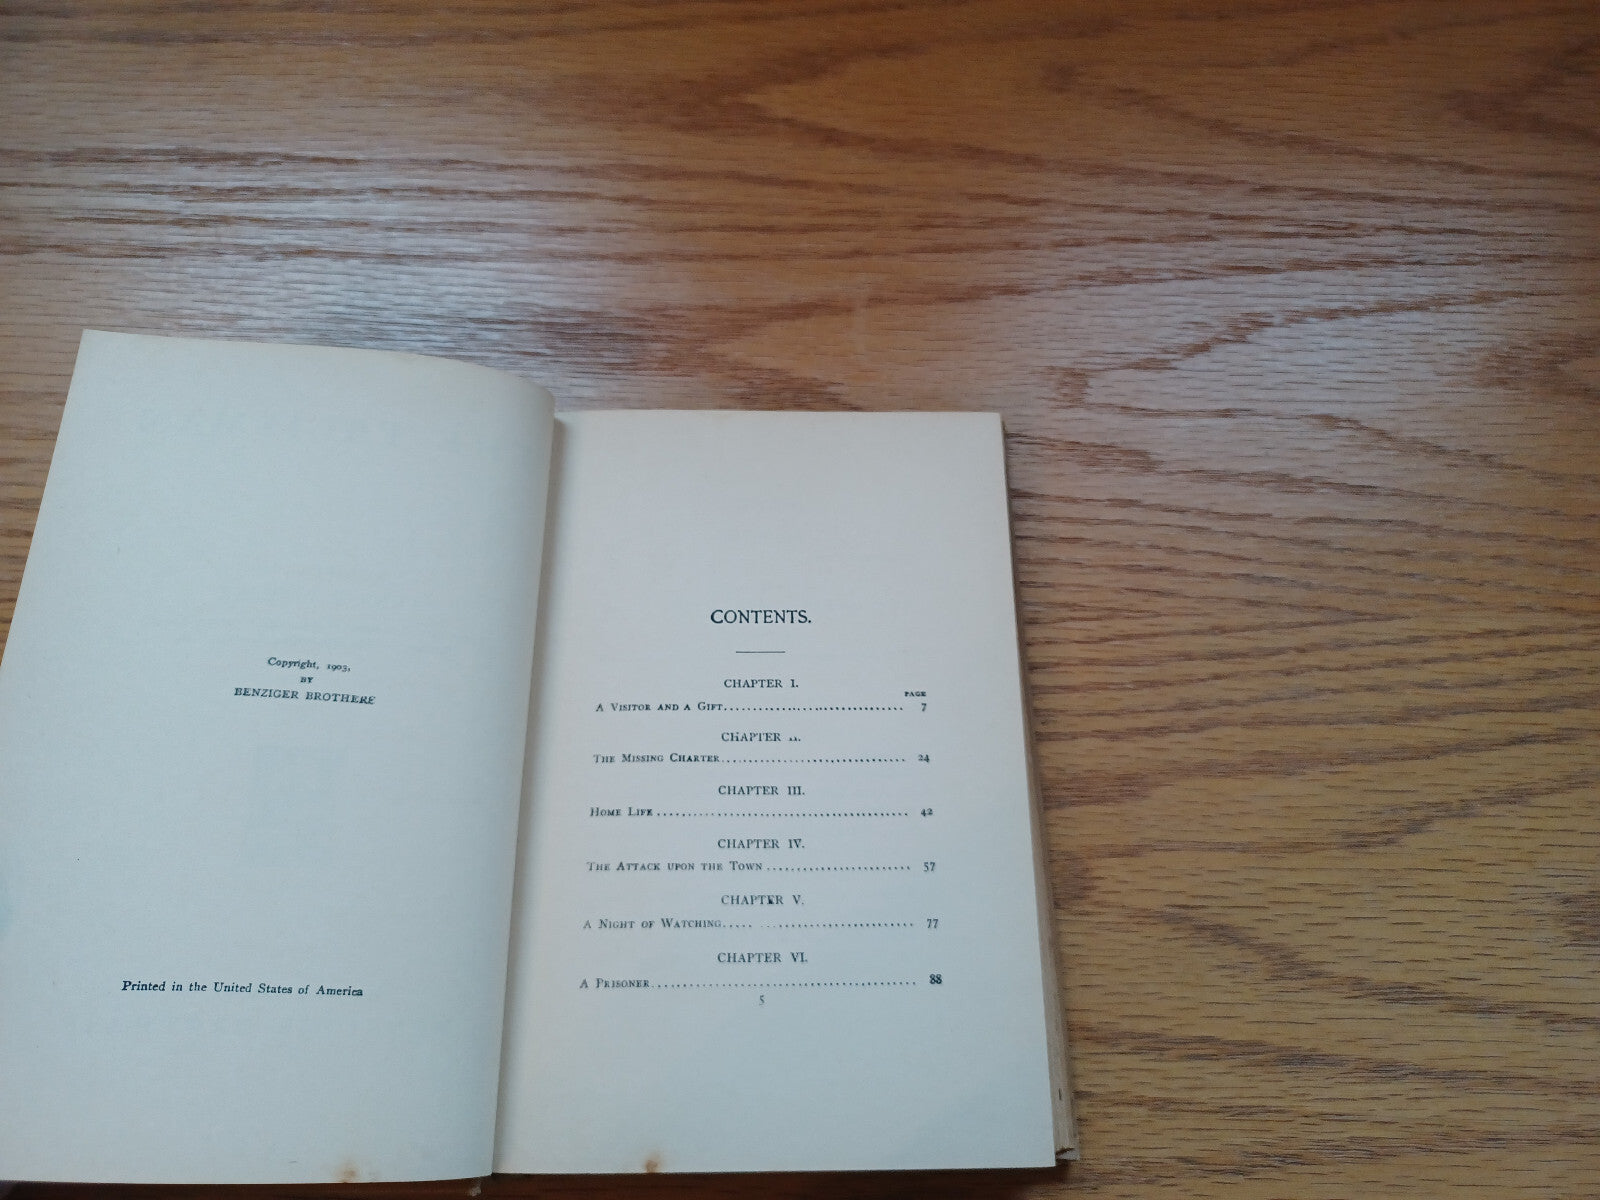 Copyright, 1903,
BY
BENZIGER BROTHERS
Printed in the United States of America
CONTENTS.
CHAPTER I.
PAGE
A VISITOR AND A GIFT................................ 7
CHAPTER II.
THE MISSING CHARTER................................ 24
CHAPTER III.
HOME LIFE.......................................... 42
CHAPTER IV.
THE ATTACK UPON THE TOWN........................ 57
CHAPTER V.
A NIGHT OF WATCHING..... .......................... 77
CHAPTER VI.
A PRISONER............................................ 88
5